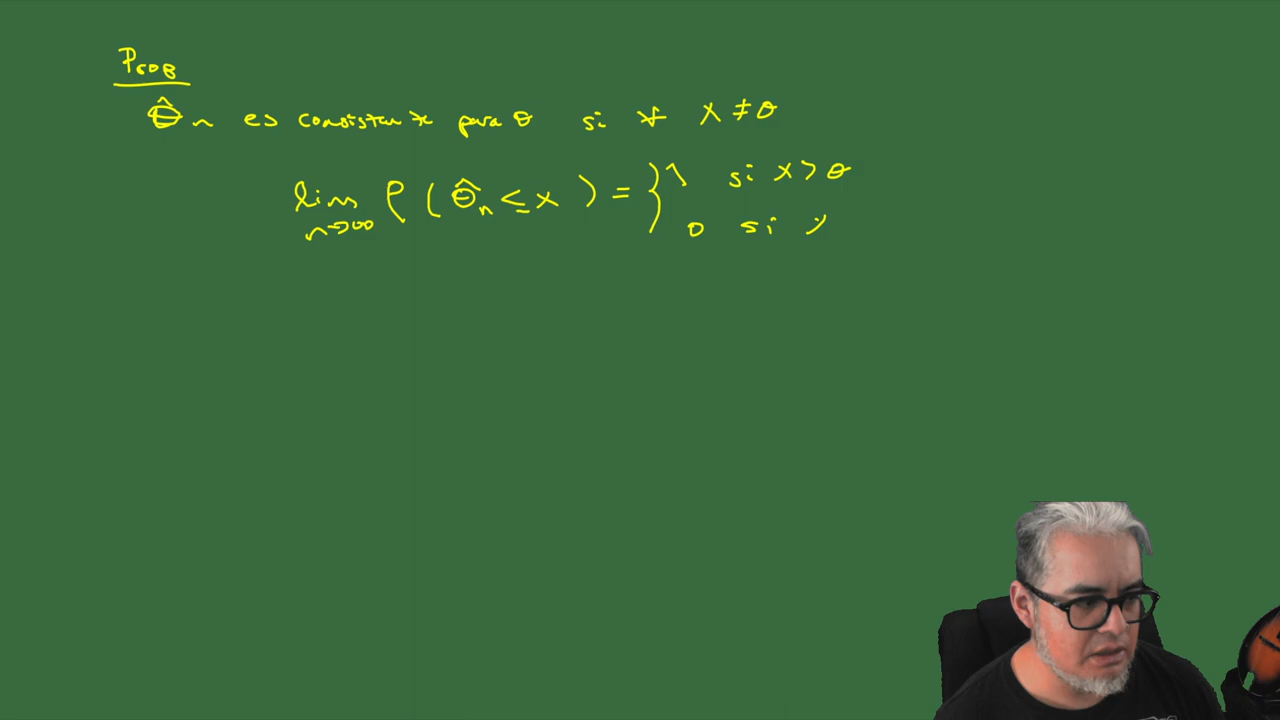 Prob
θ̂n es consistente para θ si ∀ x ≠ θ
lim n→∞ P ( θ̂n ≤ x ) = } 1 si x > θ
0 si x